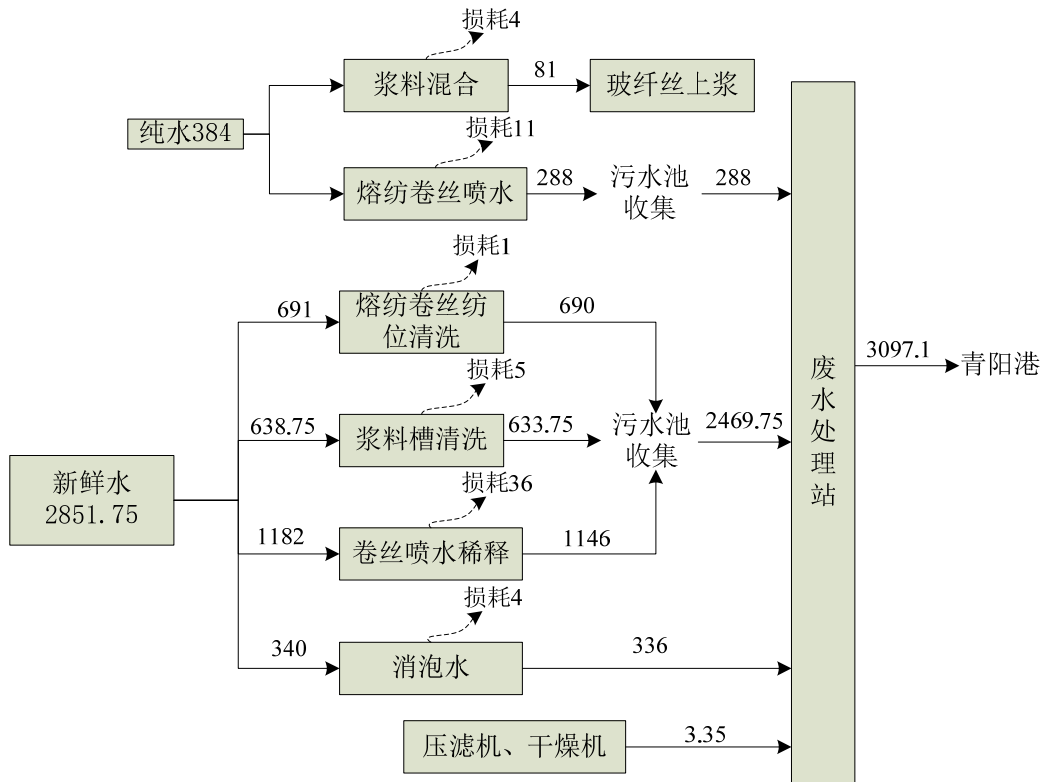 损耗4
浆料混合
81
玻纤丝上浆
纯水384
损耗11
熔纺卷丝喷水
288
污水池
收集
288
损耗1
691
熔纺卷丝纺
位清洗
690
损耗5
638.75
浆料槽清洗
633.75
污水池
收集
2469.75
废水处理站
3097.1
青阳港
新鲜水
2851.75
损耗36
1182
卷丝喷水稀释
1146
损耗4
340
消泡水
336
压滤机、干燥机
3.35